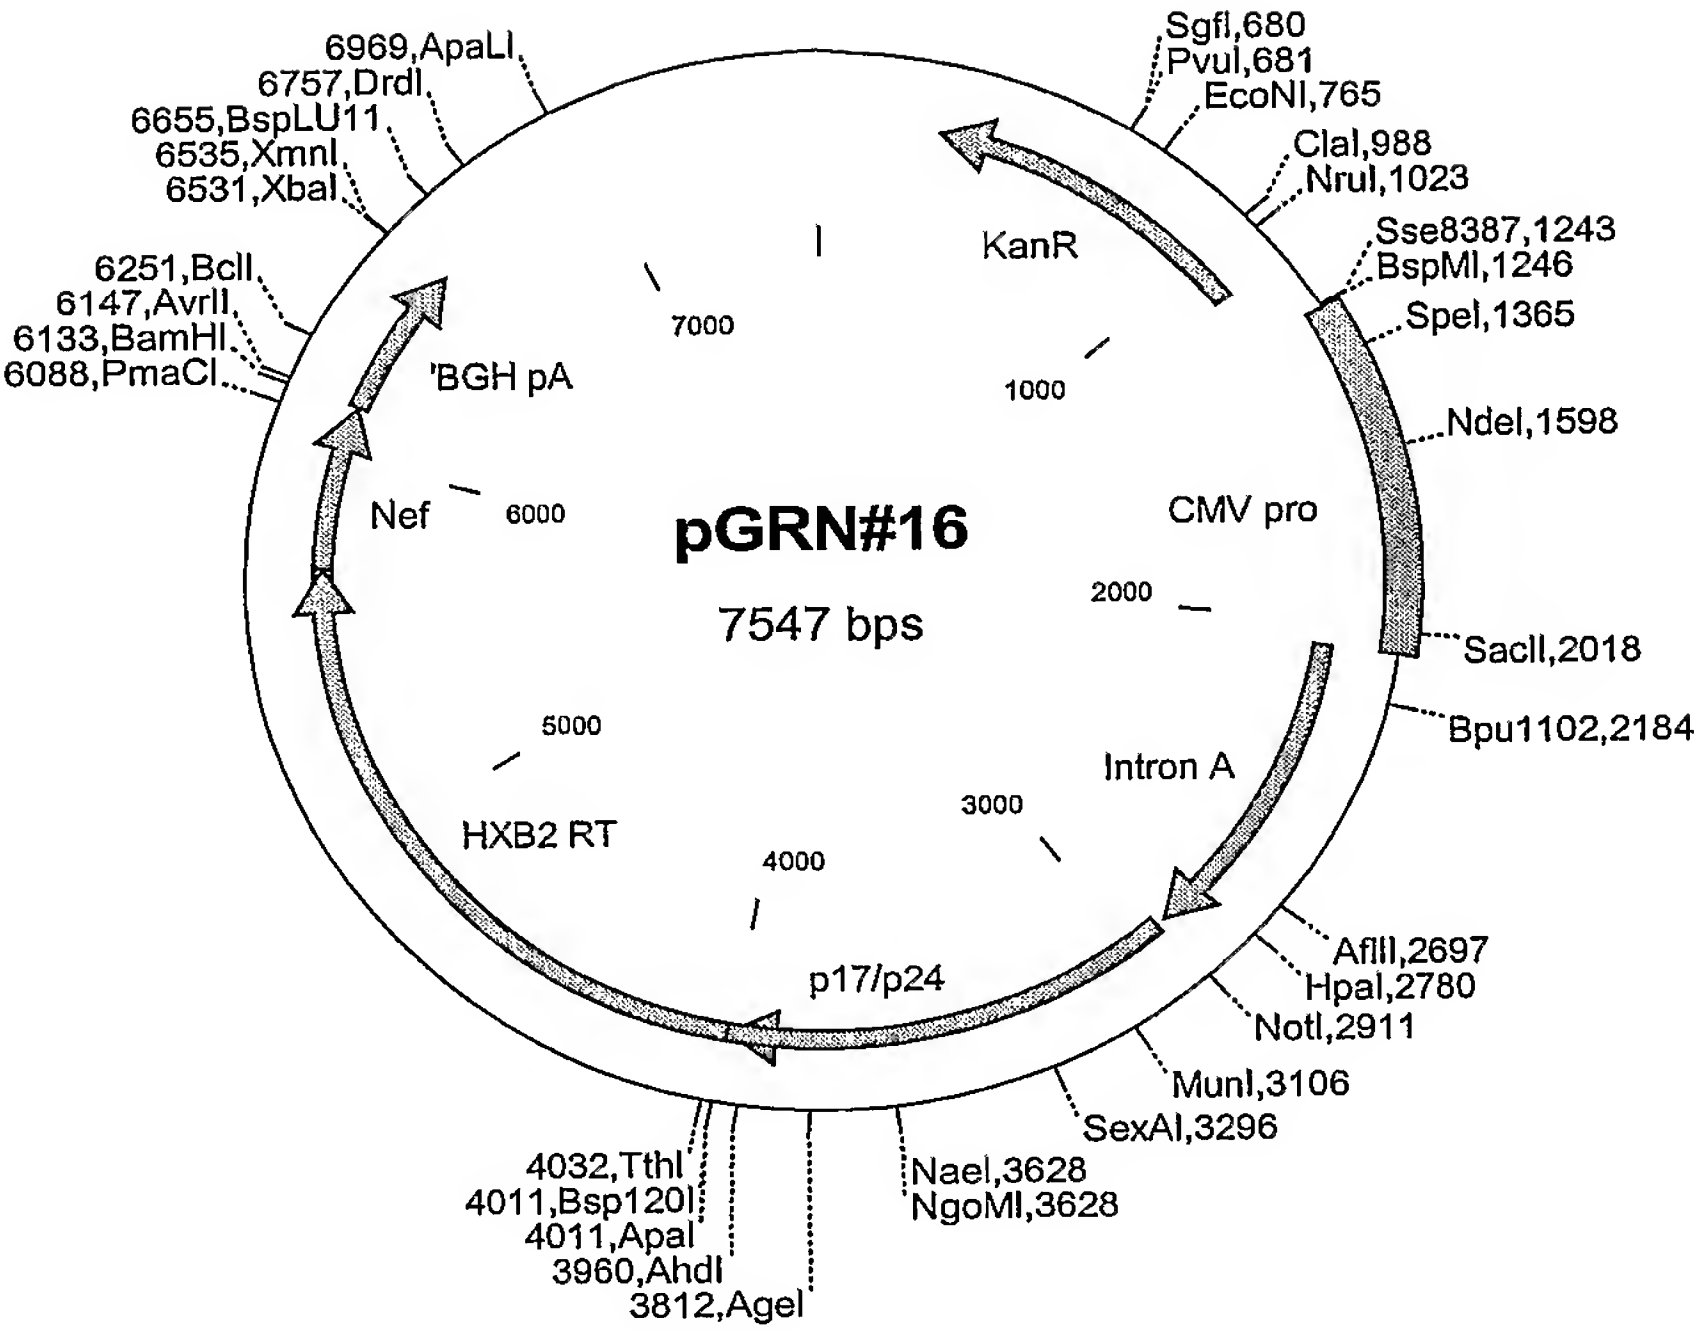 6969,ApaLI
6757,DrdI
6655,BspLU11
6535,XmnI
6531,XbaI
6251,BclI
6147,AvrII
6133,BamHI
6088,PmaCI
SgfI,680
PvuI,681
EcoNI,765
ClaI,988
NruI,1023
Sse8387,1243
BspMI,1246
SpeI,1365
NdeI,1598
SacII,2018
Bpu1102,2184
AflII,2697
HpaI,2780
NotI,2911
MunI,3106
SexAI,3296
NaeI,3628
NgoMI,3628
4032,TthI
4011,Bsp120I
4011,ApaI
3960,AhdI
3812,AgeI
KanR
7000
1000
'BGH pA
Nef
6000
pGRN#16
7547 bps
CMV pro
2000
5000
Intron A
3000
HXB2 RT
4000
p17/p24